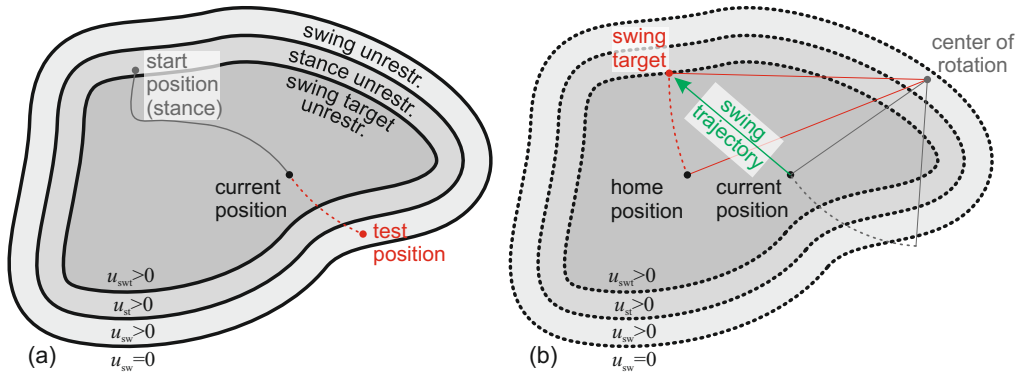 swing unrestr.
stance unrestr.
swing target
unrestr.
start
position
(stance)
current
position
test
position
u_swt>0
u_st>0
u_sw>0
u_sw=0
(a)
swing
target
center of
rotation
swing
trajectory
home
position
current
position
u_swt>0
u_st>0
u_sw>0
u_sw=0
(b)